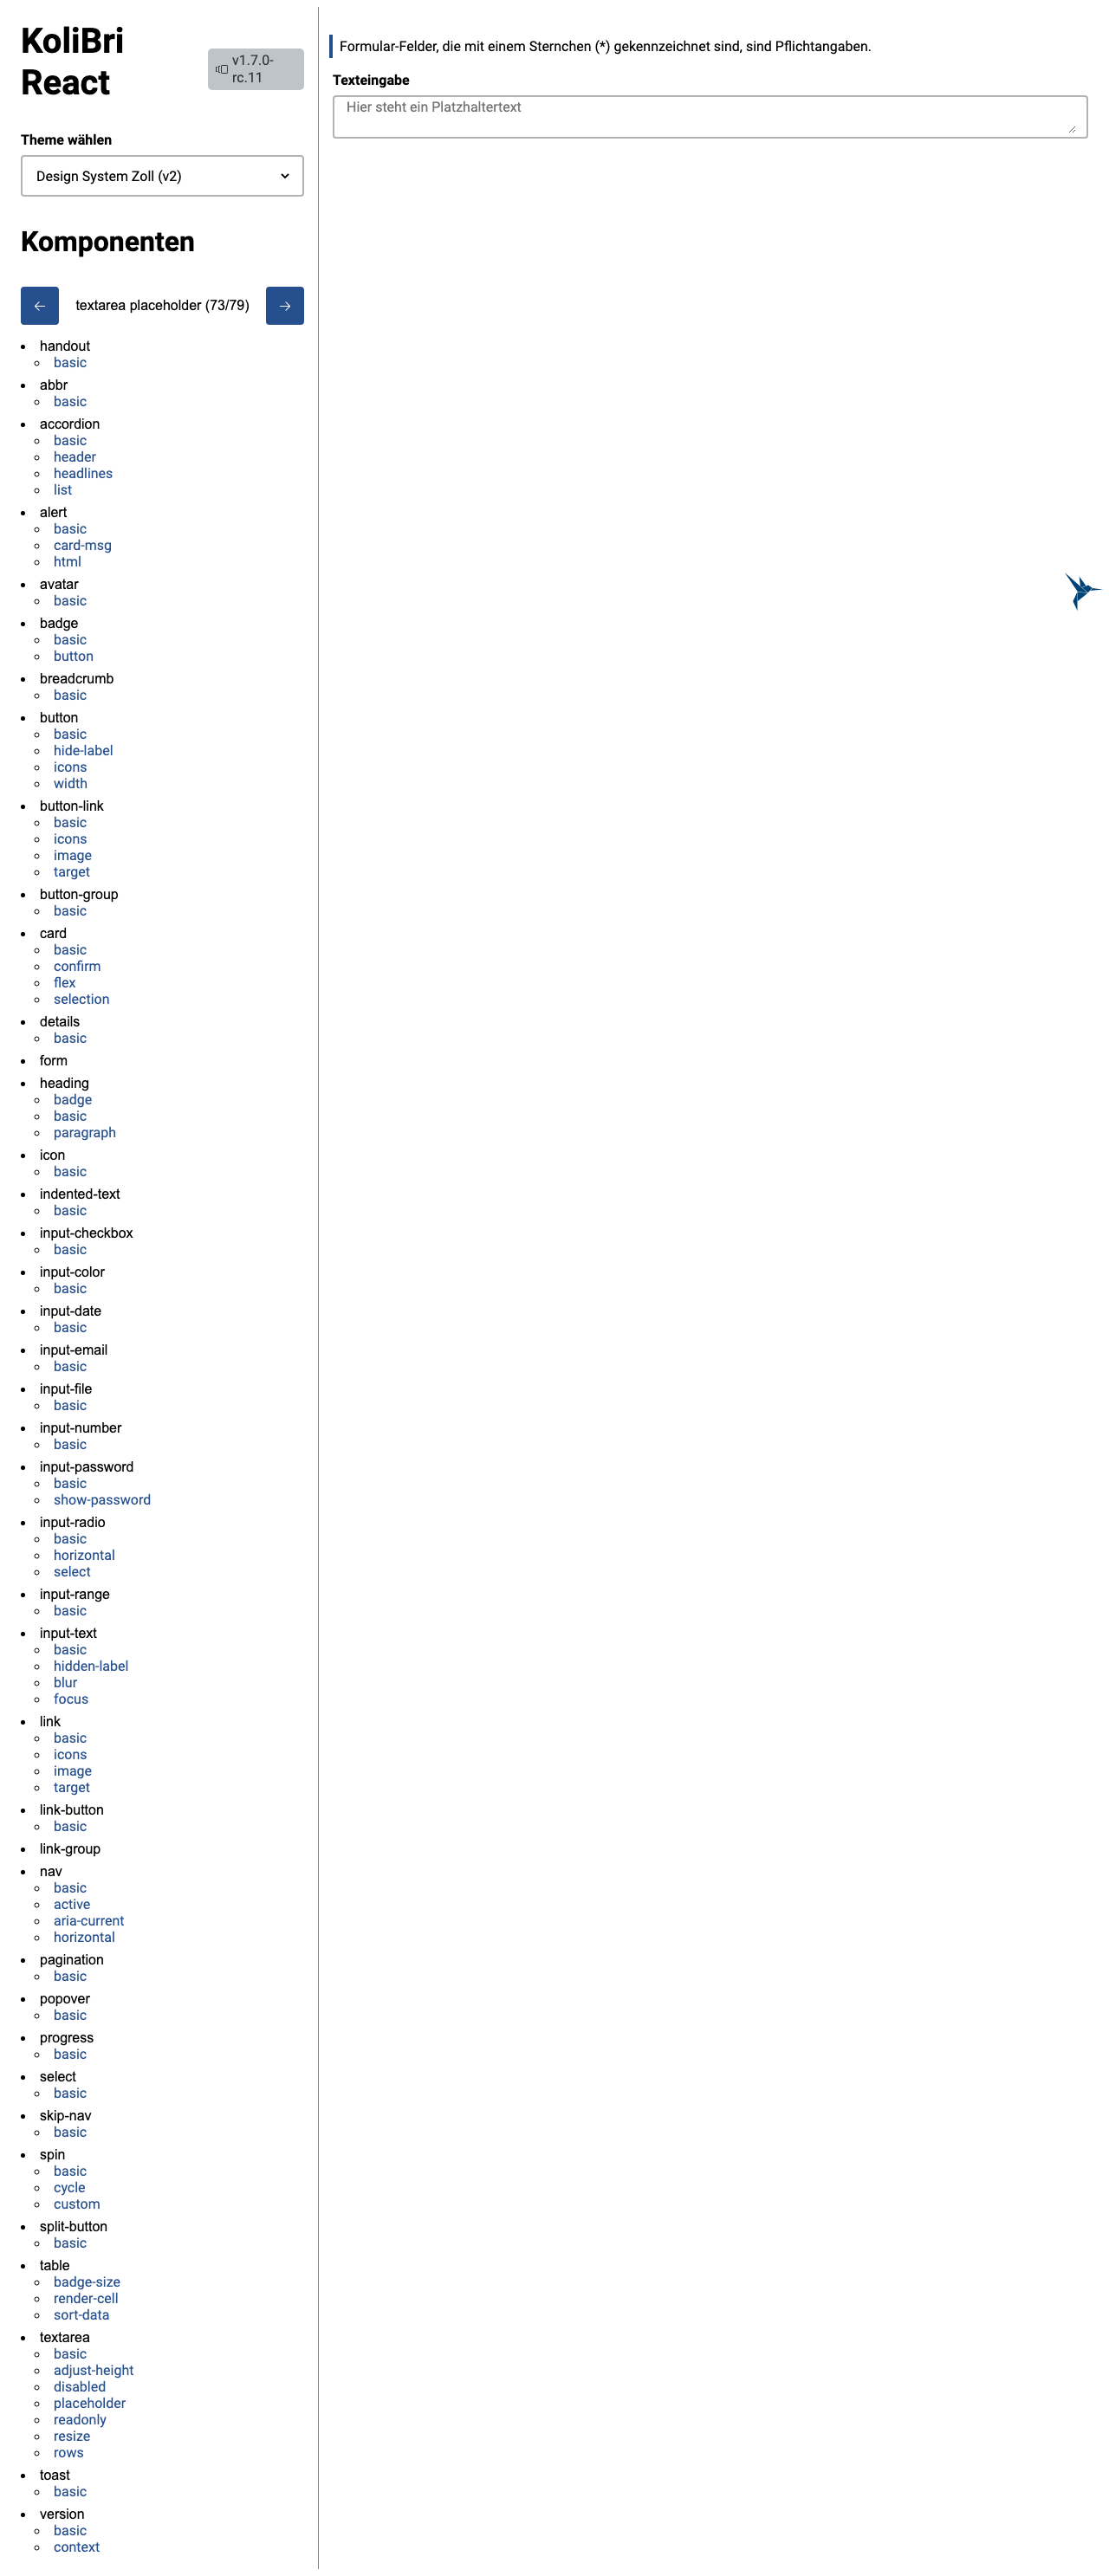 KoliBri
React
v1.7.0-
rc.11
Theme wählen
Design System Zoll (v2)
Komponenten
textarea placeholder (73/79)
handout
basic
abbr
basic
accordion
basic
header
headlines
list
alert
basic
card-msg
html
avatar
basic
badge
basic
button
breadcrumb
basic
button
basic
hide-label
icons
width
button-link
basic
icons
image
target
button-group
basic
card
basic
confirm
flex
selection
details
basic
form
heading
badge
basic
paragraph
icon
basic
indented-text
basic
input-checkbox
basic
input-color
basic
input-date
basic
input-email
basic
input-file
basic
input-number
basic
input-password
basic
show-password
input-radio
basic
horizontal
select
input-range
basic
input-text
basic
hidden-label
blur
focus
link
basic
icons
image
target
link-button
basic
link-group
nav
basic
active
aria-current
horizontal
pagination
basic
popover
basic
progress
basic
select
basic
skip-nav
basic
spin
basic
cycle
custom
split-button
basic
table
badge-size
render-cell
sort-data
textarea
basic
adjust-height
disabled
placeholder
readonly
resize
rows
toast
basic
version
basic
context
Formular-Felder, die mit einem Sternchen (*) gekennzeichnet sind, sind Pflichtangaben.
Texteingabe
Hier steht ein Platzhaltertext